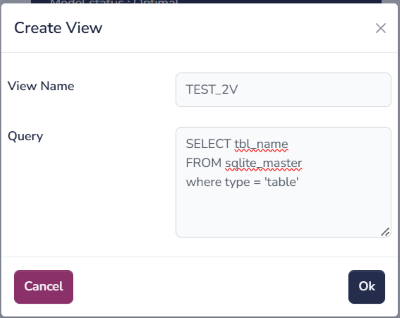 Model status : Optimal
Create View
View Name
TEST_2V
Query
SELECT tbl_name
FROM sqlite_master
where type = 'table'
Cancel
Ok